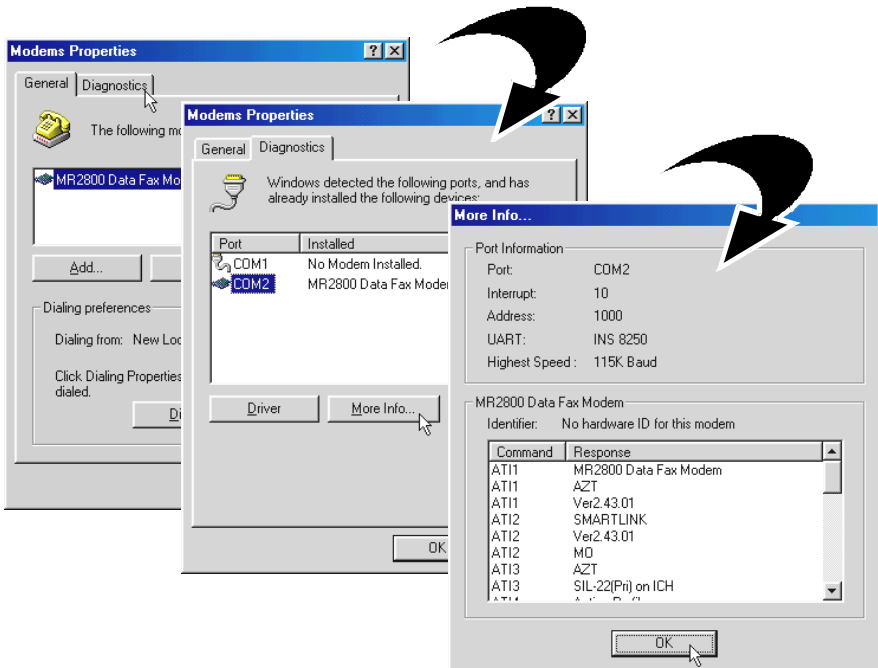 Modems Properties
General Diagnostics
The following
MR2800 Data Fax
Add...
Dialing preferences
Dialing from: New
Click Dialing Properties
dialed.
Modems Properties
General Diagnostics
Windows detected the following ports, and has
already installed the following devices:
Port Installed
COM1 No Modem Installed.
COM2 MR2800 Data Fax
Driver More Info...
OK
More Info...
Port Information
Port: COM2
Interrupt: 10
Address: 1000
UART: INS 8250
Highest Speed : 115K Baud
MR2800 Data Fax Modem
Identifier: No hardware ID for this modem
Command Response
ATI1 MR2800 Data Fax Modem
ATI1 AZT
ATI1 Ver2.43.01
ATI2 SMARTLINK
ATI2 Ver2.43.01
ATI2 MO
ATI3 AZT
ATI3 SIL-22(Pri) on ICH
OK